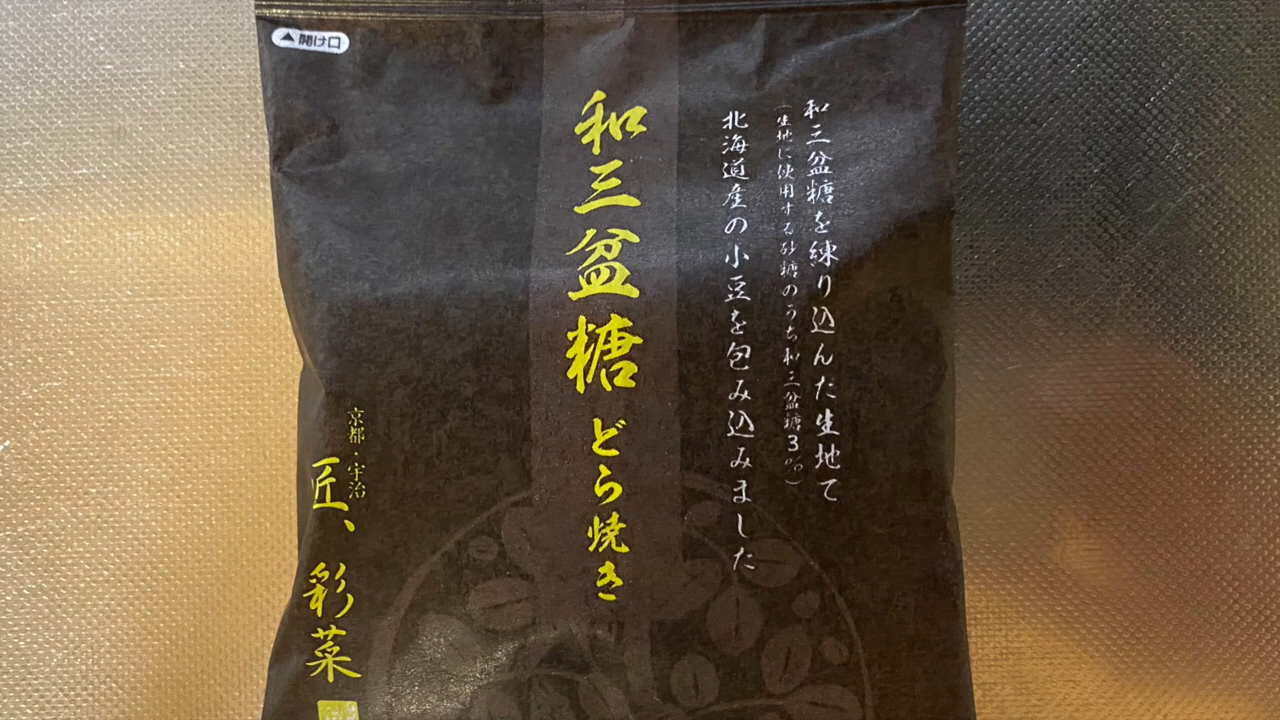 ▲開け口
和三盆糖を練り込んだ生地で
(生地に使用する砂糖のうち和三盆糖3%)
北海道産の小豆を包み込みました
和三盆糖 どら焼き
京都・宇治
匠、彩菜